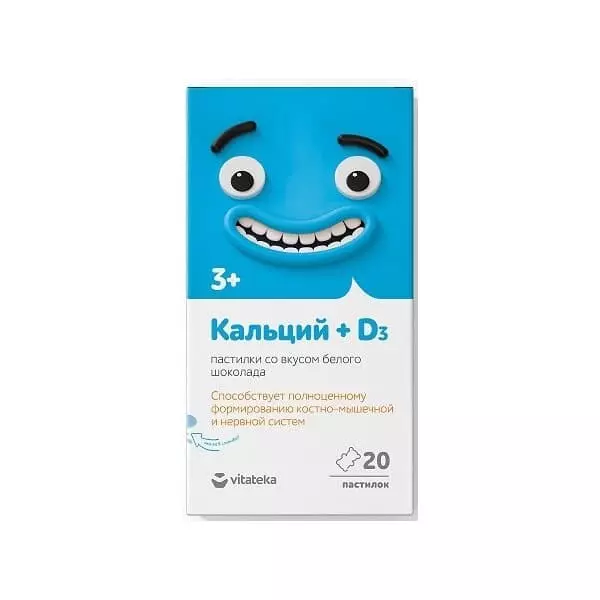 3+
Кальций + D3
пастилки со вкусом белого
шоколада
Способствует полноценному
формированию костно-мышечной
и нервной систем
vitateka
20
пастилок